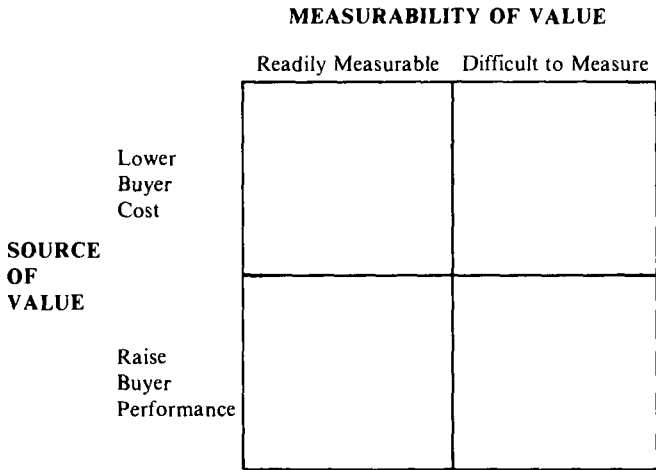 MEASURABILITY OF VALUE
Readily Measurable Difficult to Measure
Lower
Buyer
Cost
SOURCE
OF
VALUE
Raise
Buyer
Performance